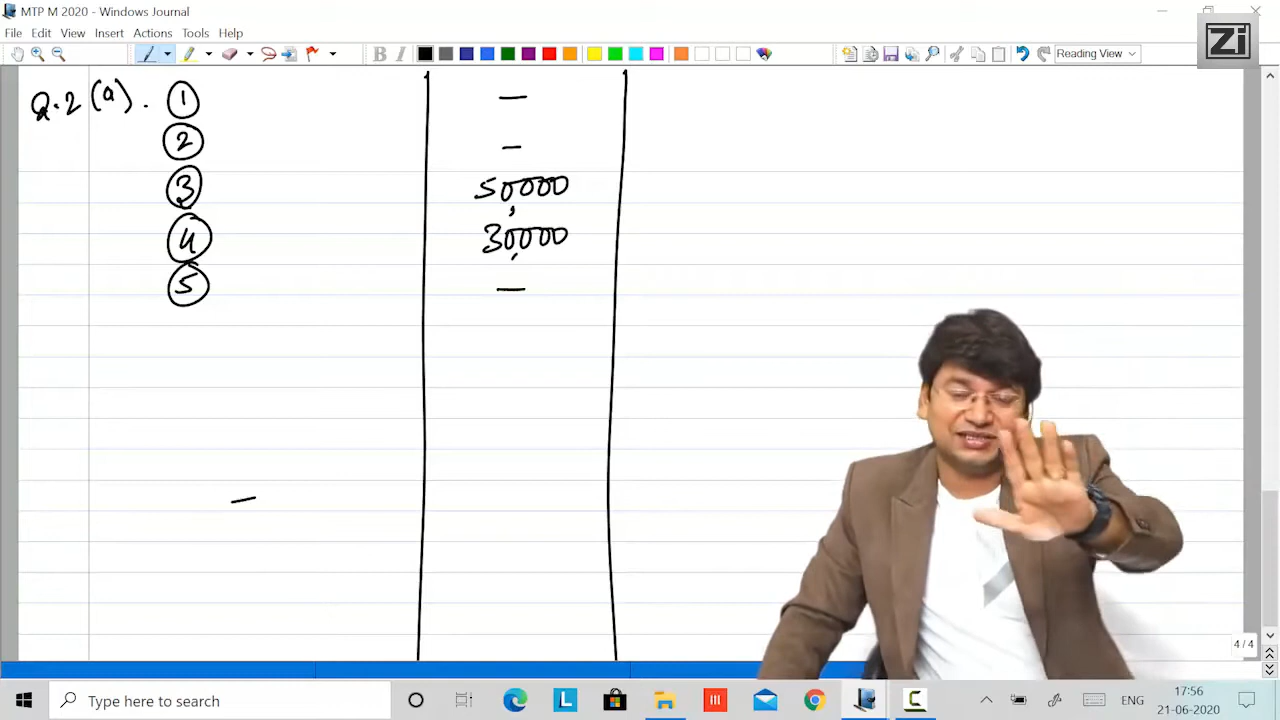 MTP M 2020 - Windows Journal
File Edit View Insert Actions Tools Help
B I Reading View
Zi
Q.2 (a). 1 —
2 —
3 50,000
4 30,000
5 —
—
4 / 4
Type here to search
L
ENG
17:56
21-06-2020